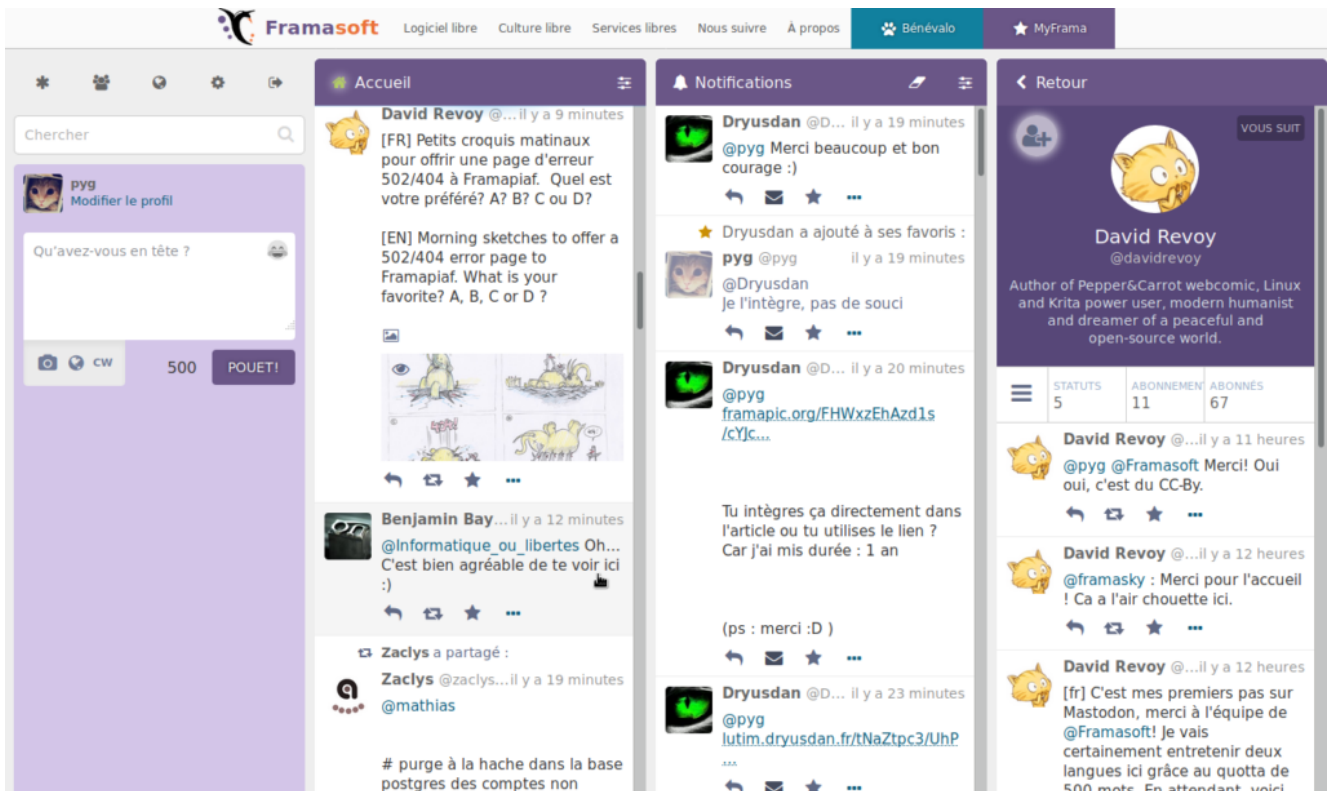 Framasoft
Logiciel libre
Culture libre
Services libres
Nous suivre
À propos
Bénévalo
MyFrama
Chercher
pyg
Modifier le profil
Qu'avez-vous en tête ?
CW
500
POUET!
Accueil
David Revoy @... il y a 9 minutes
[FR] Petits croquis matinaux
pour offrir une page d'erreur
502/404 à Framapiaf. Quel est
votre préféré? A? B? C ou D?
[EN] Morning sketches to offer a
502/404 error page to
Framapiaf. What is your
favorite? A, B, C or D ?
Benjamin Bay... il y a 12 minutes
@Informatique_ou_libertes Oh...
C'est bien agréable de te voir ici
:)
Zaclys a partagé :
Zaclys @zaclys... il y a 19 minutes
@mathias
# purge à la hache dans la base
postgres des comptes non
Notifications
Dryusdan @D... il y a 19 minutes
@pyg Merci beaucoup et bon
courage :)
Dryusdan a ajouté à ses favoris :
pyg @pyg il y a 19 minutes
@Dryusdan
Je l'intègre, pas de souci
Dryusdan @D... il y a 20 minutes
@pyg
framapic.org/FHWxzEhAzd1s
/cYJc...
Tu intègres ça directement dans
l'article ou tu utilises le lien ?
Car j'ai mis durée : 1 an
(ps : merci :D )
Dryusdan @D... il y a 23 minutes
@pyg
lutim.dryusdan.fr/tNaZtpc3/UhP
...
Retour
VOUS SUIT
David Revoy
@davidrevoy
Author of Pepper&Carrot webcomic, Linux
and Krita power user, modern humanist
and dreamer of a peaceful and
open-source world.
STATUTS
5
ABONNEMEN
11
ABONNÉS
67
David Revoy @... il y a 11 heures
@pyg @Framasoft Merci! Oui
oui, c'est du CC-By.
David Revoy @... il y a 12 heures
@framasky : Merci pour l'accueil
! Ca a l'air chouette ici.
David Revoy @... il y a 12 heures
[fr] C'est mes premiers pas sur
Mastodon, merci à l'équipe de
@Framasoft! Je vais
certainement entretenir deux
langues ici grâce au quotta de
500 mots. En attendant, voici